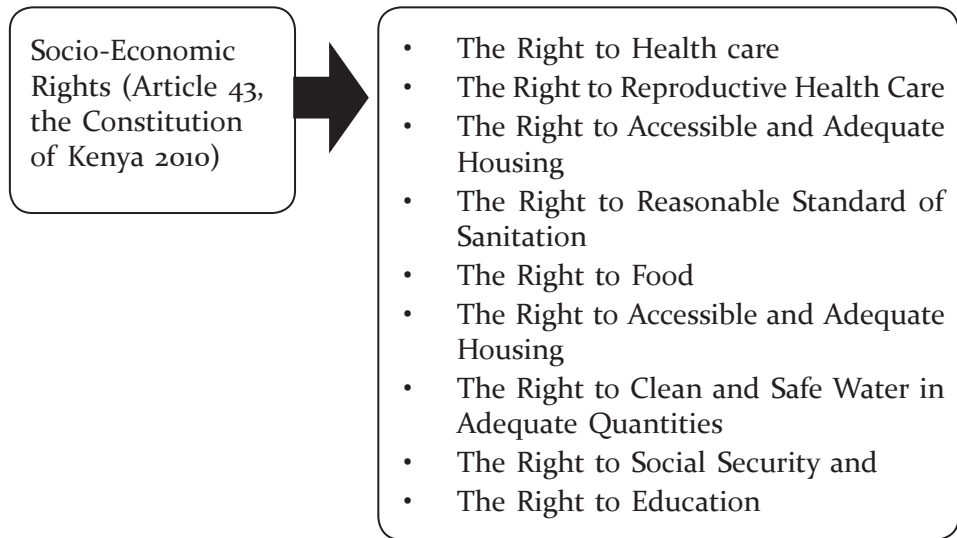 Socio-Economic
Rights (Article 43,
the Constitution
of Kenya 2010)
• The Right to Health care
• The Right to Reproductive Health Care
• The Right to Accessible and Adequate
Housing
• The Right to Reasonable Standard of
Sanitation
• The Right to Food
• The Right to Accessible and Adequate
Housing
• The Right to Clean and Safe Water in
Adequate Quantities
• The Right to Social Security and
• The Right to Education